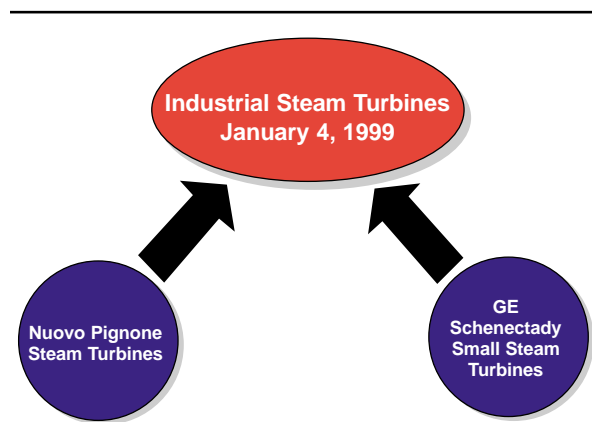 Industrial Steam Turbines
January 4, 1999
Nuovo Pignone
Steam Turbines
GE
Schenectady
Small Steam
Turbines